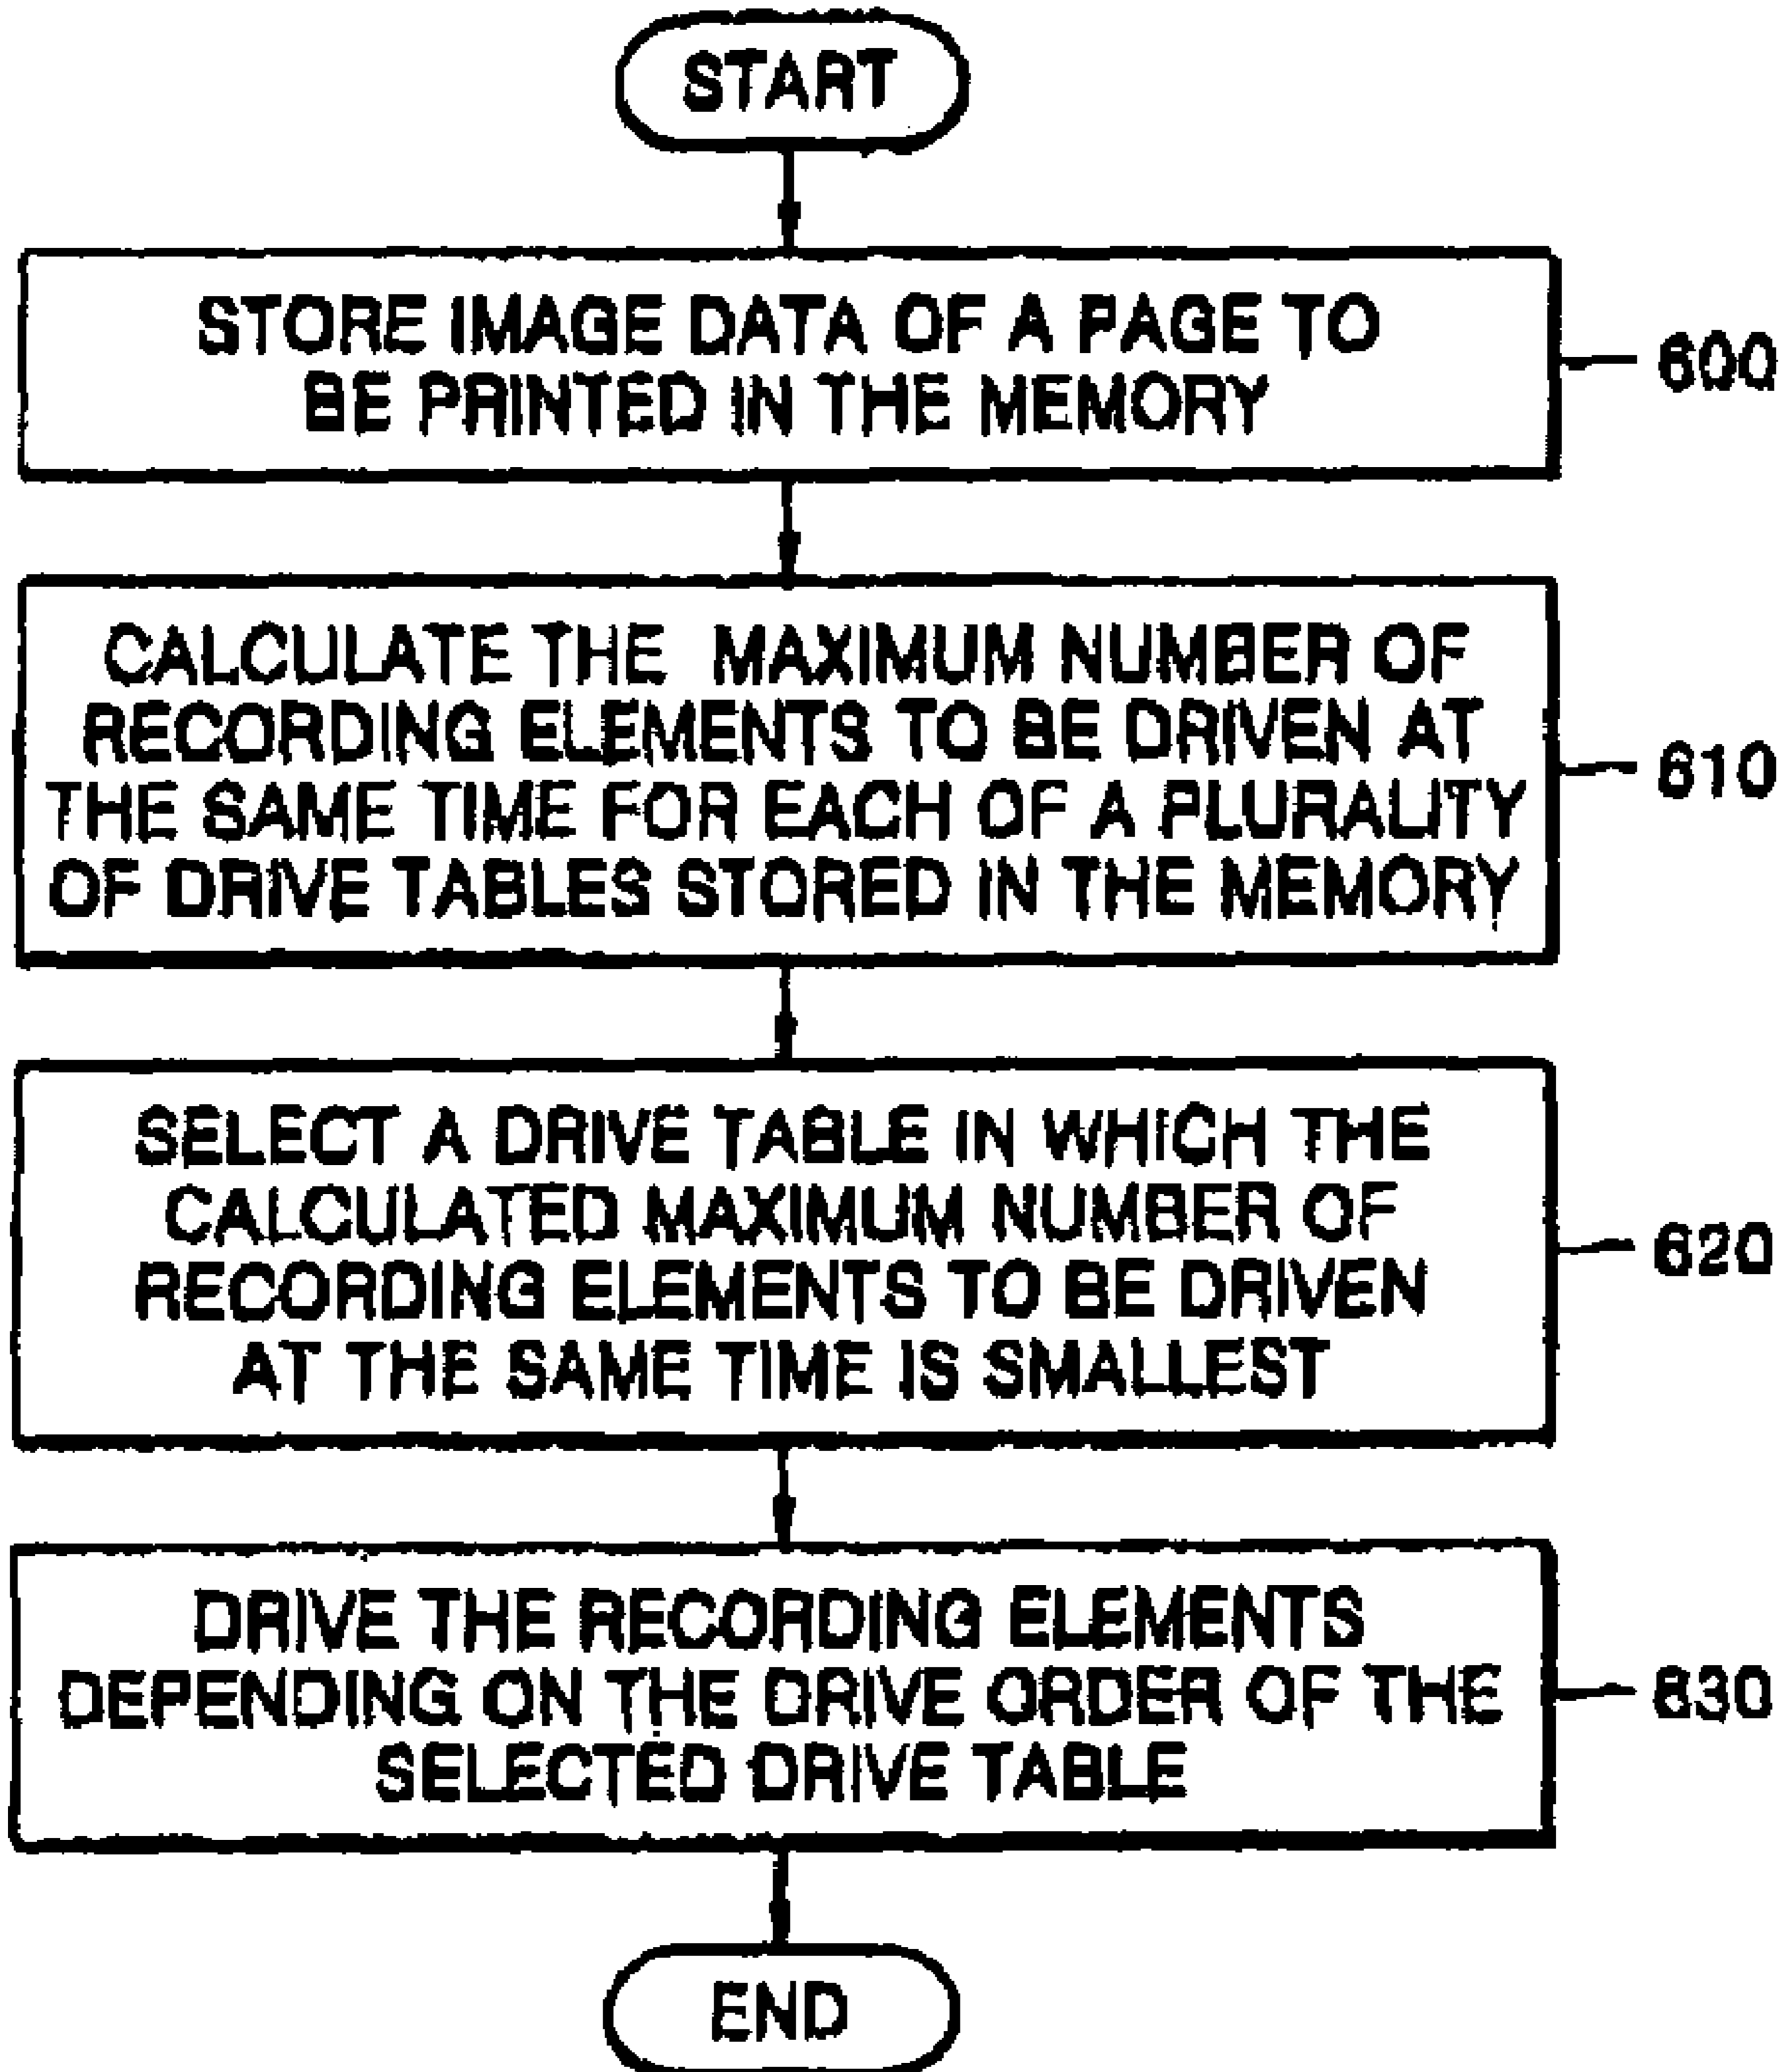 START
STORE IMAGE DATA OF A PAGE TO
BE PRINTED IN THE MEMORY
600
CALCULATE THE MAXIMUM NUMBER OF
RECORDING ELEMENTS TO BE DRIVEN AT
THE SAME TIME FOR EACH OF A PLURALITY
OF DRIVE TABLES STORED IN THE MEMORY
610
SELECT A DRIVE TABLE IN WHICH THE
CALCULATED MAXIMUM NUMBER OF
RECORDING ELEMENTS TO BE DRIVEN
AT THE SAME TIME IS SMALLEST
620
DRIVE THE RECORDING ELEMENTS
DEPENDING ON THE DRIVE ORDER OF THE
SELECTED DRIVE TABLE
630
END